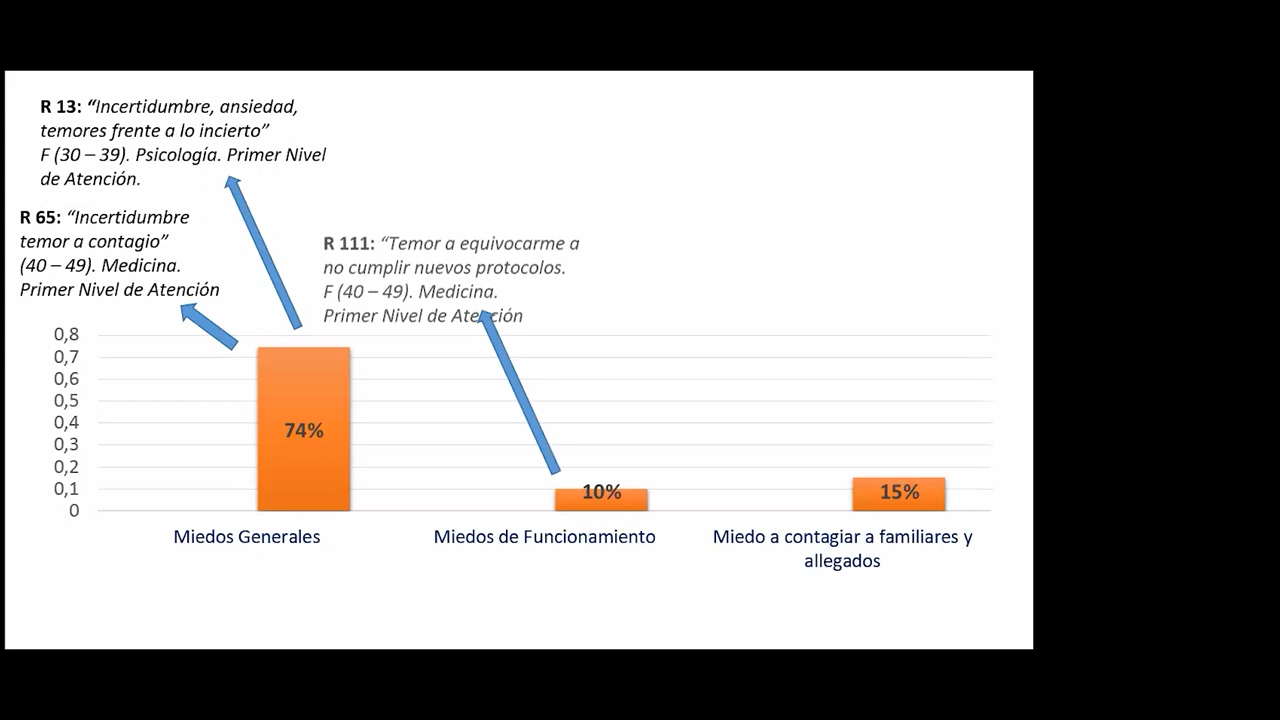 R 13: “Incertidumbre, ansiedad,
temores frente a lo incierto”
F (30 – 39). Psicología. Primer Nivel
de Atención.
R 65: “Incertidumbre
temor a contagio”
(40 – 49). Medicina.
Primer Nivel de Atención
R 111: “Temor a equivocarme a
no cumplir nuevos protocolos.
F (40 – 49). Medicina.
Primer Nivel de Atención
0,8
0,7
0,6
0,5
0,4
0,3
0,2
0,1
0
74%
10%
15%
Miedos Generales
Miedos de Funcionamiento
Miedo a contagiar a familiares y
allegados